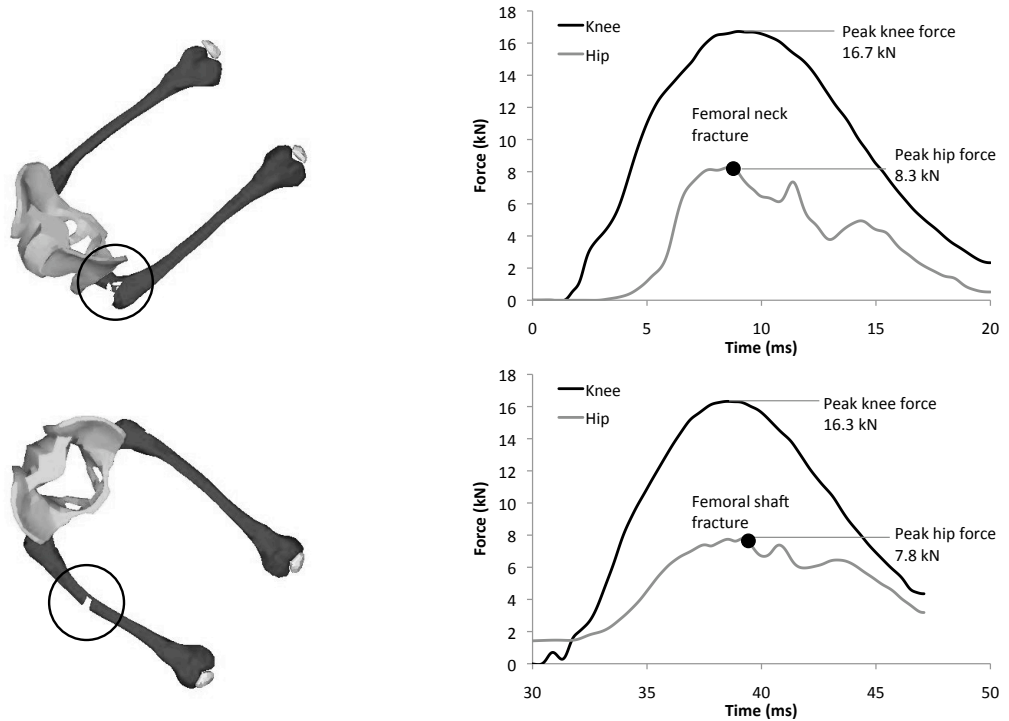 18
16
14
12
10
8
6
4
2
0
Force (kN)
Knee
Hip
Peak knee force
16.7 kN
Femoral neck
fracture
Peak hip force
8.3 kN
0
5
10
15
20
Time (ms)
18
16
14
12
10
8
6
4
2
0
Force (kN)
Knee
Hip
Peak knee force
16.3 kN
Femoral shaft
fracture
Peak hip force
7.8 kN
30
35
40
45
50
Time (ms)